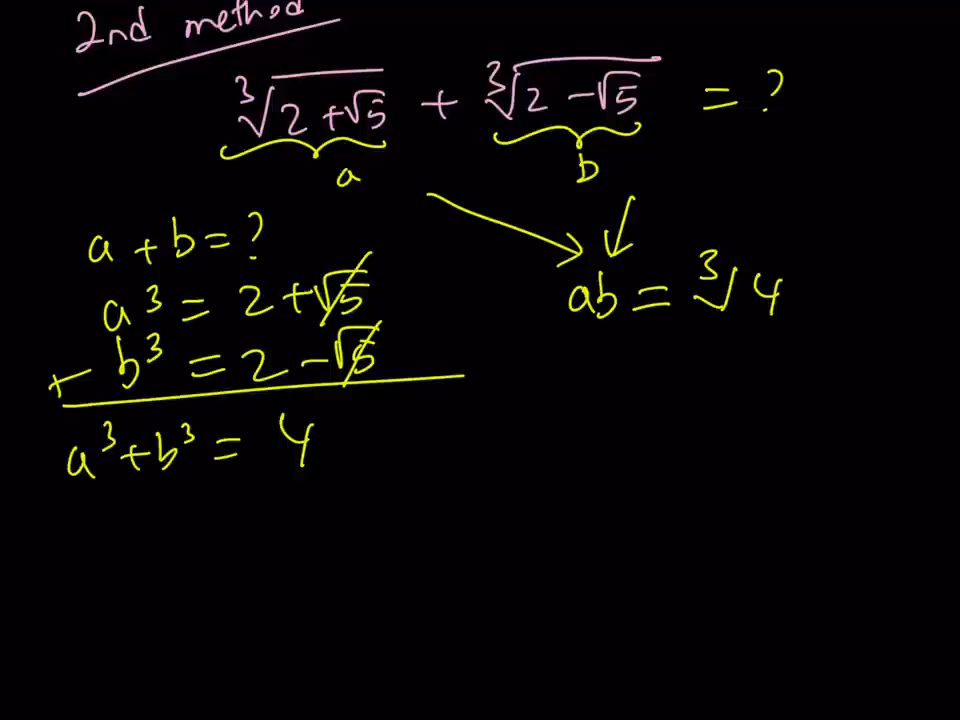 2nd method
∛(2 + √5) + ∛(2 − √5) = ?
a b
a + b = ?
a³ = 2 + √5
ab = ∛4
+ b³ = 2 − √5
a³ + b³ = 4